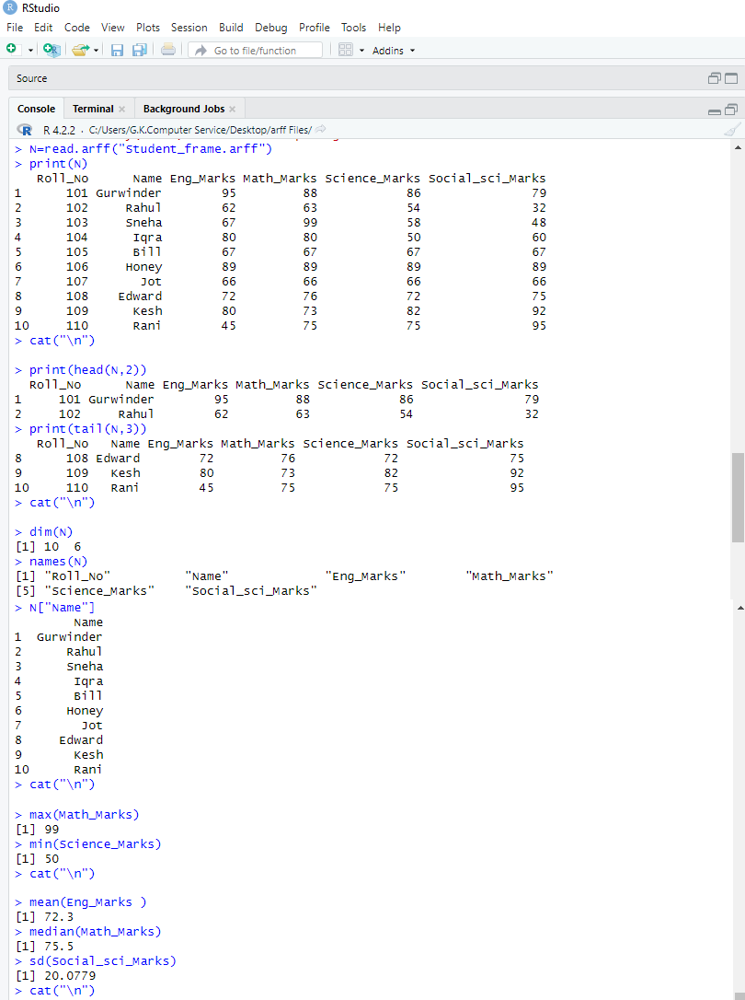 RStudio
File Edit Code View Plots Session Build Debug Profile Tools Help
Go to file/function Addins
Source
Console Terminal Background Jobs
R 4.2.2 · C:/Users/G.K.Computer Service/Desktop/arff Files/
> N=read.arff("Student_frame.arff")
> print(N)
   Roll_No      Name Eng_Marks Math_Marks Science_Marks Social_sci_Marks
1      101 Gurwinder        95         88            86               79
2      102     Rahul        62         63            54               32
3      103     Sneha        67         99            58               48
4      104      Iqra        80         80            50               60
5      105      Bill        67         67            67               67
6      106     Honey        89         89            89               89
7      107       Jot        66         66            66               66
8      108    Edward        72         76            72               75
9      109      Kesh        80         73            82               92
10     110      Rani        45         75            75               95
> cat("\n")
> print(head(N,2))
  Roll_No      Name Eng_Marks Math_Marks Science_Marks Social_sci_Marks
1     101 Gurwinder        95         88            86               79
2     102     Rahul        62         63            54               32
> print(tail(N,3))
   Roll_No   Name Eng_Marks Math_Marks Science_Marks Social_sci_Marks
8      108 Edward        72         76            72               75
9      109   Kesh        80         73            82               92
10     110   Rani        45         75            75               95
> cat("\n")
> dim(N)
[1] 10  6
> names(N)
[1] "Roll_No"          "Name"             "Eng_Marks"        "Math_Marks"
[5] "Science_Marks"    "Social_sci_Marks"
> N["Name"]
        Name
1  Gurwinder
2      Rahul
3      Sneha
4       Iqra
5       Bill
6      Honey
7        Jot
8     Edward
9       Kesh
10      Rani
> cat("\n")
> max(Math_Marks)
[1] 99
> min(Science_Marks)
[1] 50
> cat("\n")
> mean(Eng_Marks )
[1] 72.3
> median(Math_Marks)
[1] 75.5
> sd(Social_sci_Marks)
[1] 20.0779
> cat("\n")